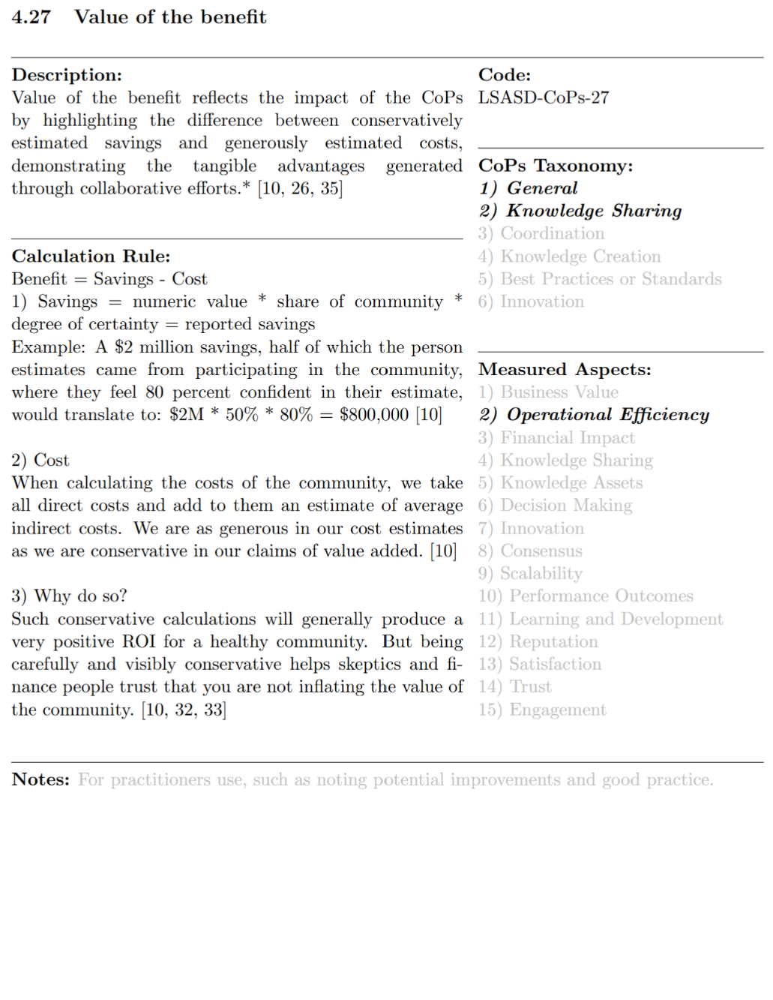 4.27 Value of the benefit
Description:
Value of the benefit reflects the impact of the CoPs
by highlighting the difference between conservatively
estimated savings and generously estimated costs,
demonstrating the tangible advantages generated
through collaborative efforts.* [10, 26, 35]
Calculation Rule:
Benefit = Savings - Cost
1) Savings = numeric value * share of community *
degree of certainty = reported savings
Example: A $2 million savings, half of which the person
estimates came from participating in the community,
where they feel 80 percent confident in their estimate,
would translate to: $2M * 50% * 80% = $800,000 [10]
2) Cost
When calculating the costs of the community, we take
all direct costs and add to them an estimate of average
indirect costs. We are as generous in our cost estimates
as we are conservative in our claims of value added. [10]
3) Why do so?
Such conservative calculations will generally produce a
very positive ROI for a healthy community. But being
carefully and visibly conservative helps skeptics and fi-
nance people trust that you are not inflating the value of
the community. [10, 32, 33]
Code:
LSASD-CoPs-27
CoPs Taxonomy:
1) General
2) Knowledge Sharing
3) Coordination
4) Knowledge Creation
5) Best Practices or Standards
6) Innovation
Measured Aspects:
1) Business Value
2) Operational Efficiency
3) Financial Impact
4) Knowledge Sharing
5) Knowledge Assets
6) Decision Making
7) Innovation
8) Consensus
9) Scalability
10) Performance Outcomes
11) Learning and Development
12) Reputation
13) Satisfaction
14) Trust
15) Engagement
Notes: For practitioners use, such as noting potential improvements and good practice.